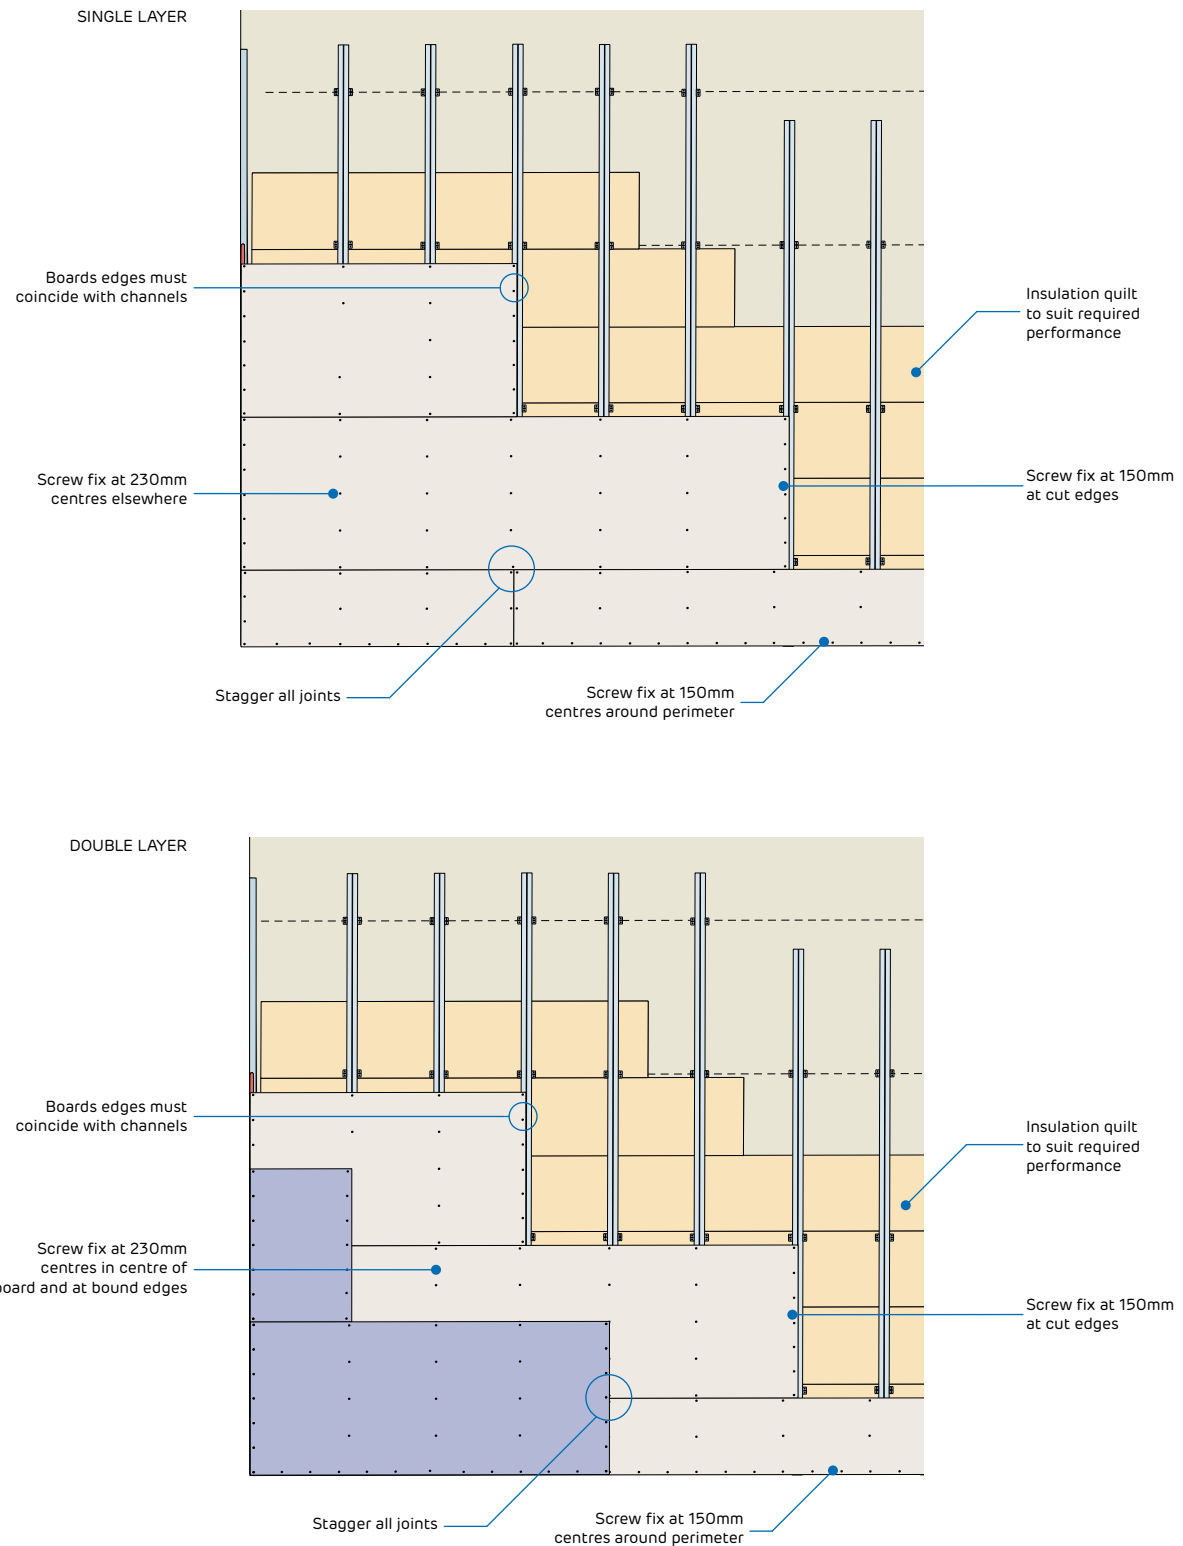 SINGLE LAYER
Boards edges must
coincide with channels
Insulation quilt
to suit required
performance
Screw fix at 230mm
centres elsewhere
Screw fix at 150mm
at cut edges
Stagger all joints
Screw fix at 150mm
centres around perimeter
DOUBLE LAYER
Boards edges must
coincide with channels
Insulation quilt
to suit required
performance
Screw fix at 230mm
centres in centre of
board and at bound edges
Screw fix at 150mm
at cut edges
Stagger all joints
Screw fix at 150mm
centres around perimeter